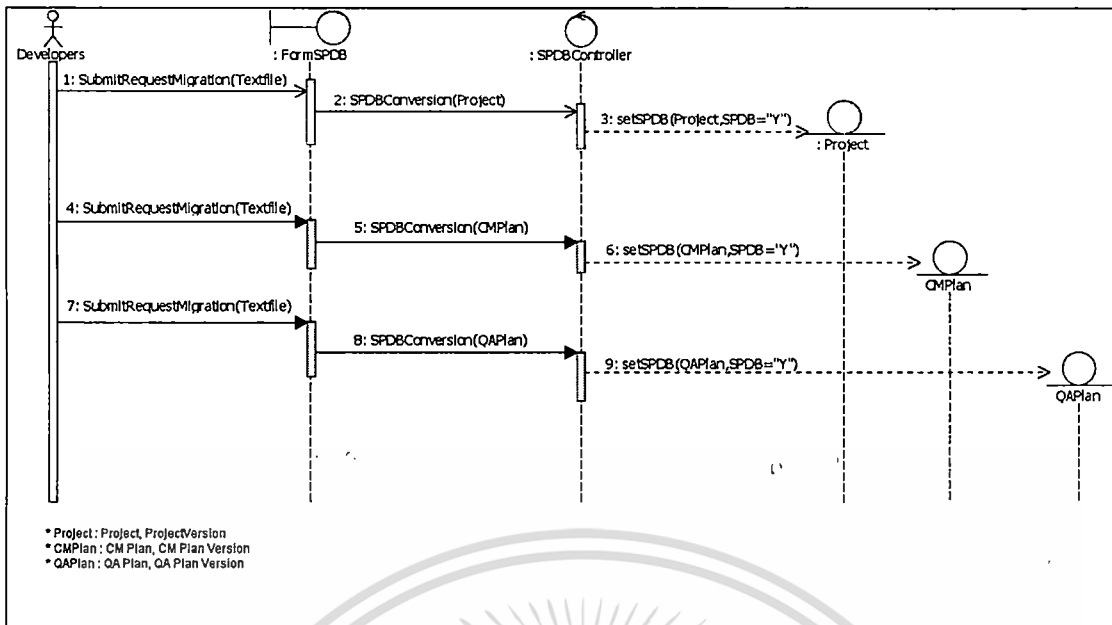 Developers
: FormSPDB
: SPDBController
1: SubmitRequestMigration(Textfile)
2: SPDBConversion(Project)
3: setSPDB(Project,SPDB="Y")
: Project
4: SubmitRequestMigration(Textfile)
5: SPDBConversion(CMPlan)
6: setSPDB(CMPlan,SPDB="Y")
CMPlan
7: SubmitRequestMigration(Textfile)
8: SPDBConversion(QAPlan)
9: setSPDB(QAPlan,SPDB="Y")
QAPlan
* Project : Project, ProjectVersion
* CMPlan : CM Plan, CM Plan Version
* QAPlan : QA Plan, QA Plan Version